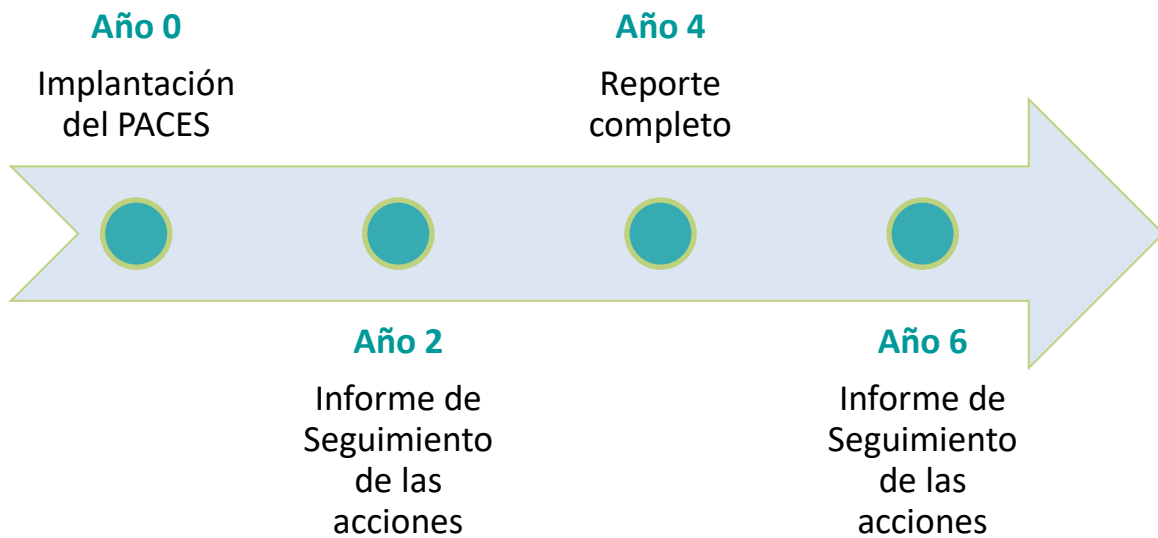 Año 0
Implantación
del PACES
Año 2
Informe de
Seguimiento
de las
acciones
Año 4
Reporte
completo
Año 6
Informe de
Seguimiento
de las
acciones